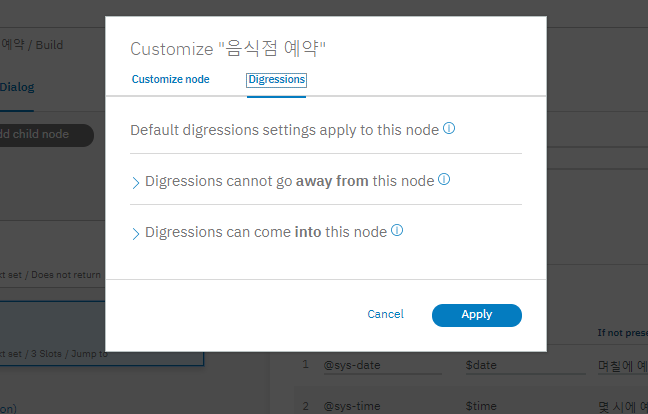 예약 / Build
Customize "음식점 예약"
Customize node
Digressions
Dialog
Default digressions settings apply to this node
dd child node
Digressions cannot go away from this node
Digressions can come into this node
xt set / Does not return
Cancel
Apply
If not prese
xt set / 3 Slots / Jump to
1 @sys-date $date 며칠에 예
on)
2 @sys-time $time 몇 시에 예